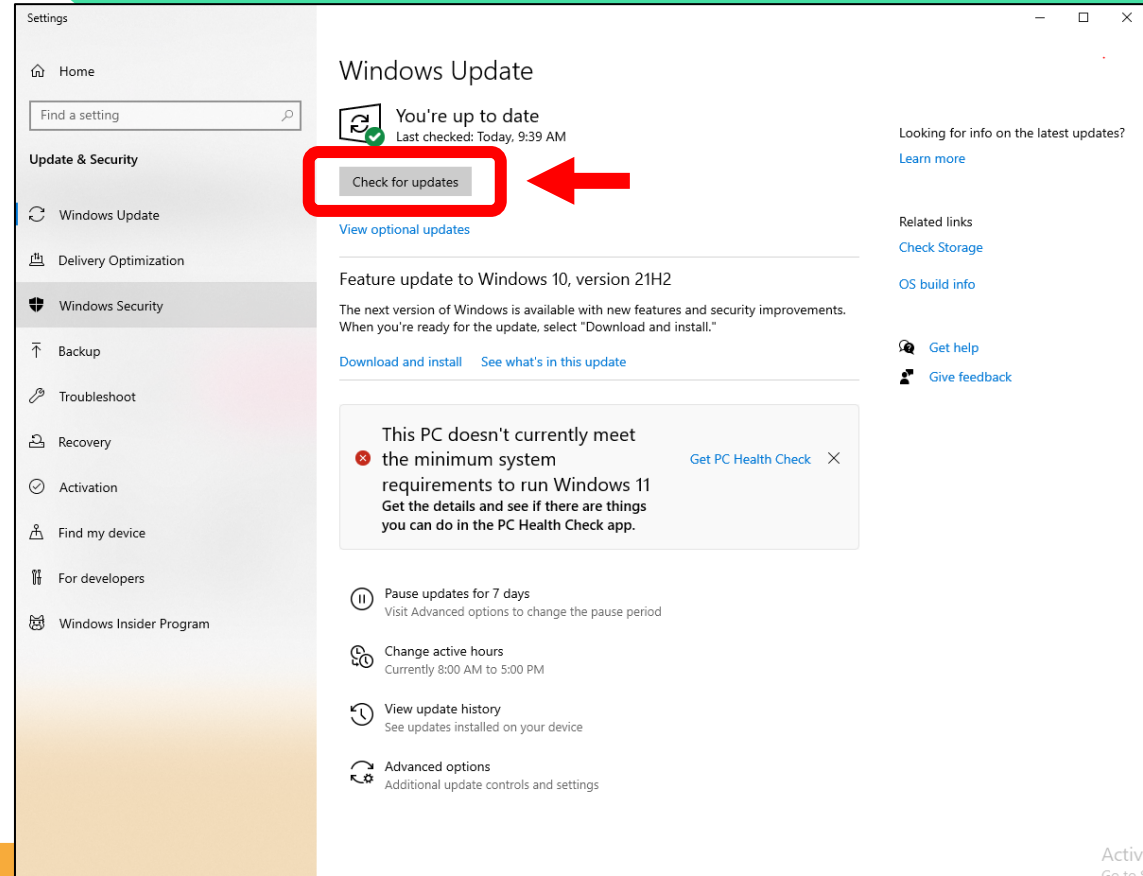 Settings
Home
Find a setting
Update & Security
Windows Update
Delivery Optimization
Windows Security
Backup
Troubleshoot
Recovery
Activation
Find my device
For developers
Windows Insider Program
Windows Update
You're up to date
Last checked: Today, 9:39 AM
Check for updates
View optional updates
Feature update to Windows 10, version 21H2
The next version of Windows is available with new features and security improvements.
When you're ready for the update, select "Download and install."
Download and install See what's in this update
This PC doesn't currently meet
the minimum system
requirements to run Windows 11
Get the details and see if there are things
you can do in the PC Health Check app.
Get PC Health Check
Pause updates for 7 days
Visit Advanced options to change the pause period
Change active hours
Currently 8:00 AM to 5:00 PM
View update history
See updates installed on your device
Advanced options
Additional update controls and settings
Looking for info on the latest updates?
Learn more
Related links
Check Storage
OS build info
Get help
Give feedback
Activ